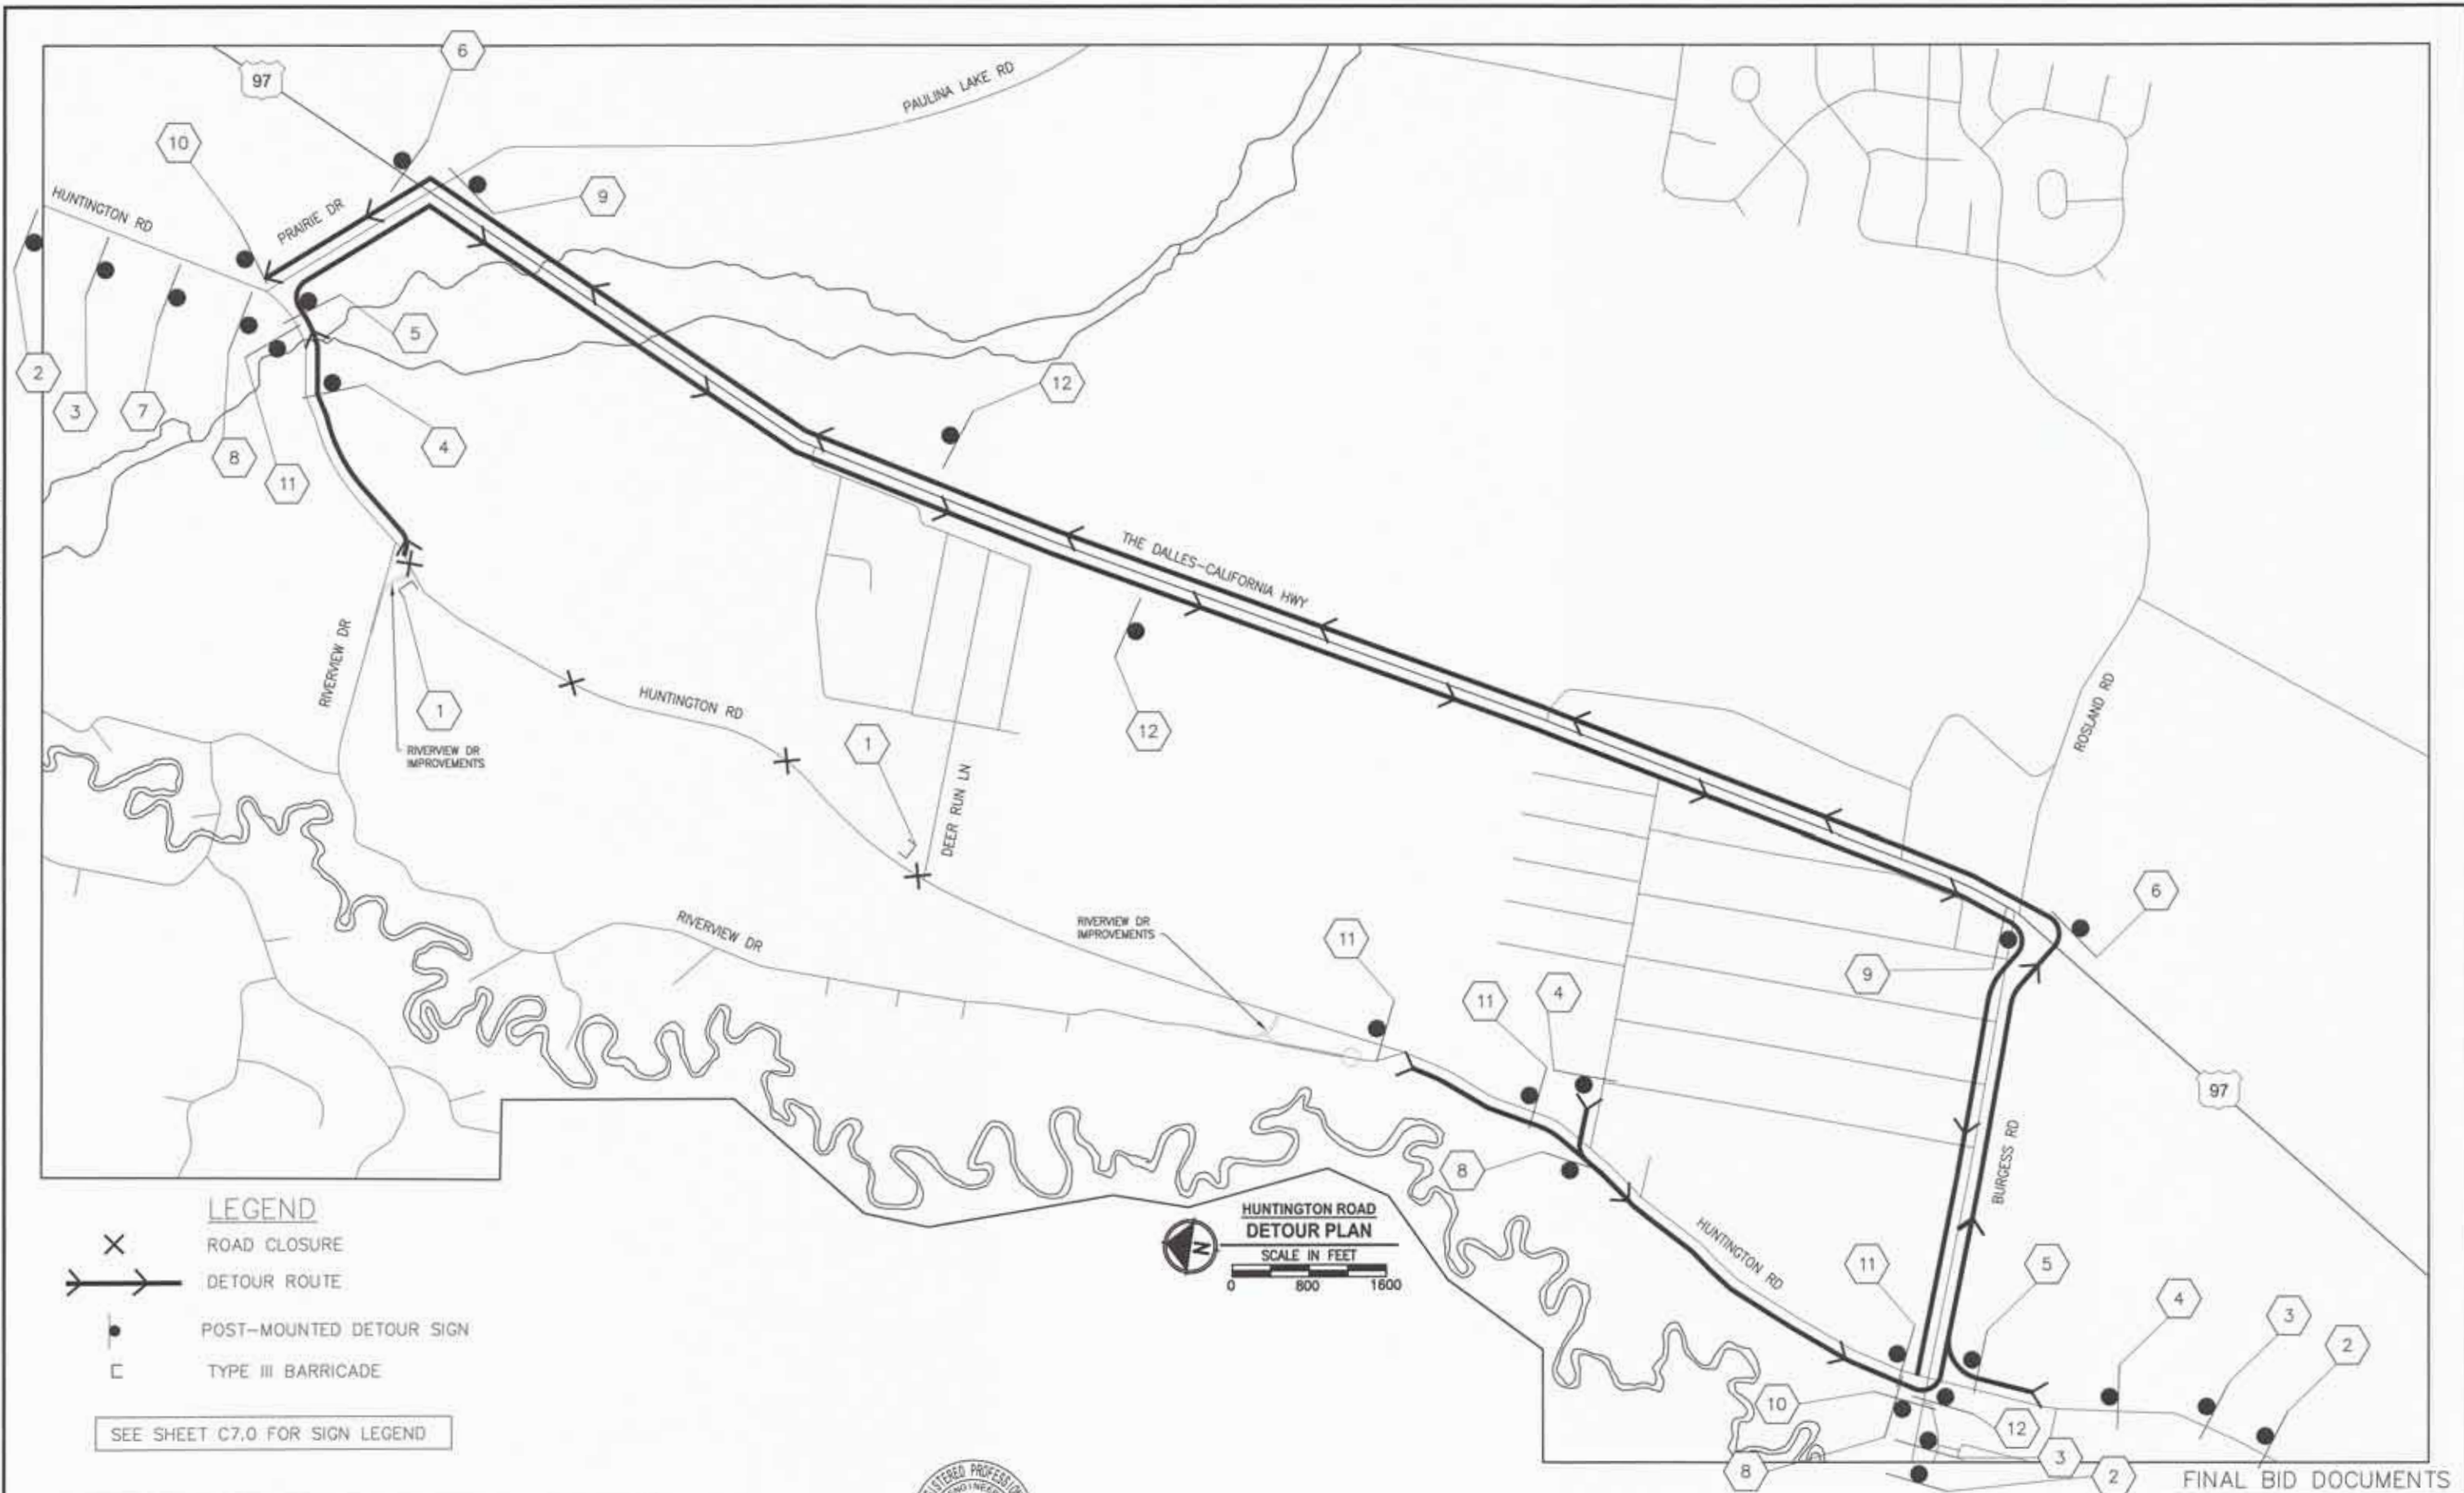 6
97
PAULINA LAKE RD
10
9
HUNTINGTON RD
PRAIRIE DR
5
2
3
7
12
4
8
11
THE DALLES-CALIFORNIA HWY
RIVERVIEW DR
1
HUNTINGTON RD
ROSLAND RD
12
1
RIVERVIEW DR
IMPROVEMENTS
DEER RUN LN
6
RIVERVIEW DR
RIVERVIEW DR
IMPROVEMENTS
11
9
11
4
97
BURGESS RD
8
LEGEND
ROAD CLOSURE
DETOUR ROUTE
POST-MOUNTED DETOUR SIGN
TYPE III BARRICADE
SEE SHEET C7.0 FOR SIGN LEGEND
N
HUNTINGTON ROAD
DETOUR PLAN
SCALE IN FEET
0 800 1600
HUNTINGTON RD
11
5
4
3
2
10
12
8
3
2
ISTERED PROFESSIO
ENGINEER
FINAL BID DOCUMENTS